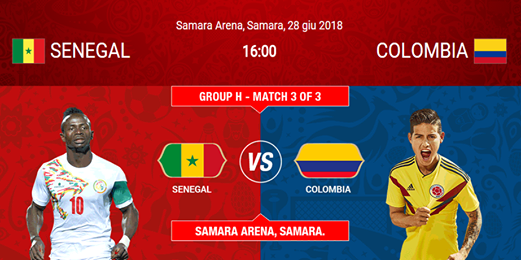 Samara Arena, Samara, 28 giu 2018
SENEGAL
16:00
COLOMBIA
GROUP H - MATCH 3 OF 3
VS
SENEGAL
COLOMBIA
10
SAMARA ARENA, SAMARA.